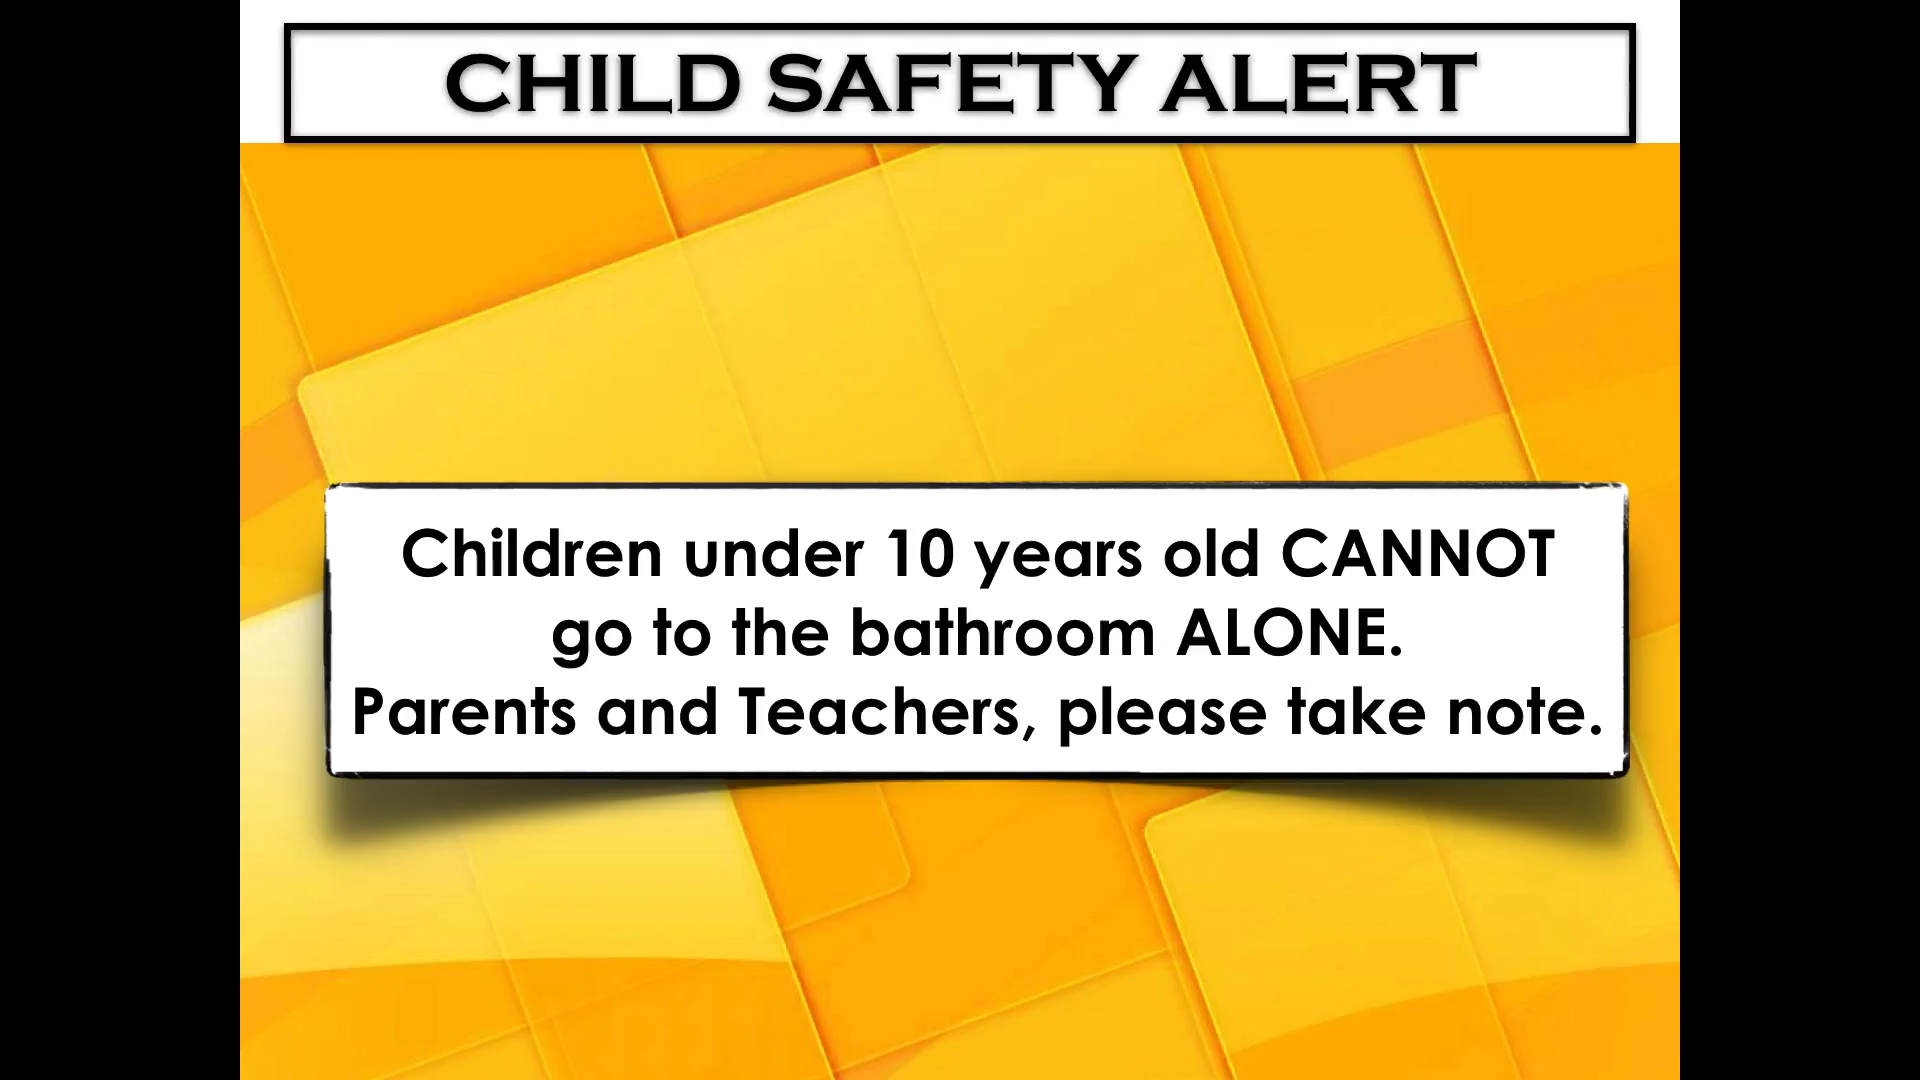 CHILD SAFETY ALERT
Children under 10 years old CANNOT
go to the bathroom ALONE.
Parents and Teachers, please take note.